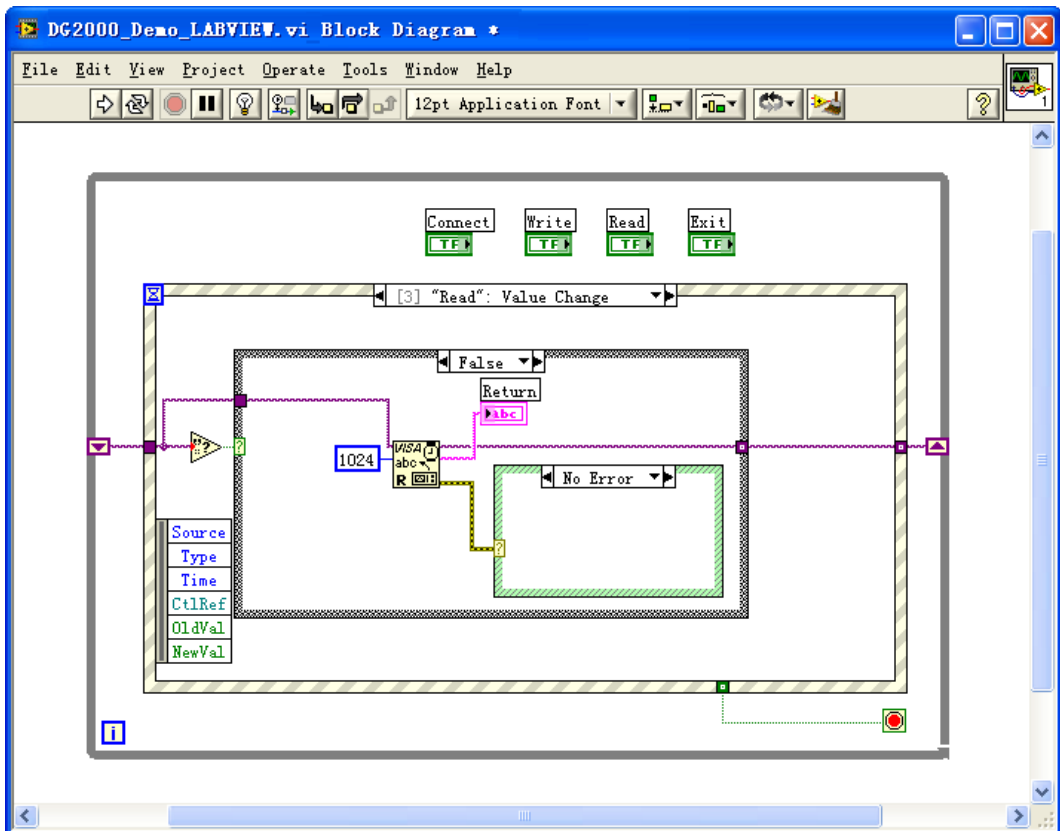 DG2000_Demo_LABVIEW.vi Block Diagram *
File Edit View Project Operate Tools Window Help
12pt Application Font
?
1
Connect Write Read Exit
TF TF TF TF
[3] "Read": Value Change
False
Return
abc
?
?
1024
VISA
abc
R
No Error
?
Source
Type
Time
CtlRef
OldVal
NewVal
i